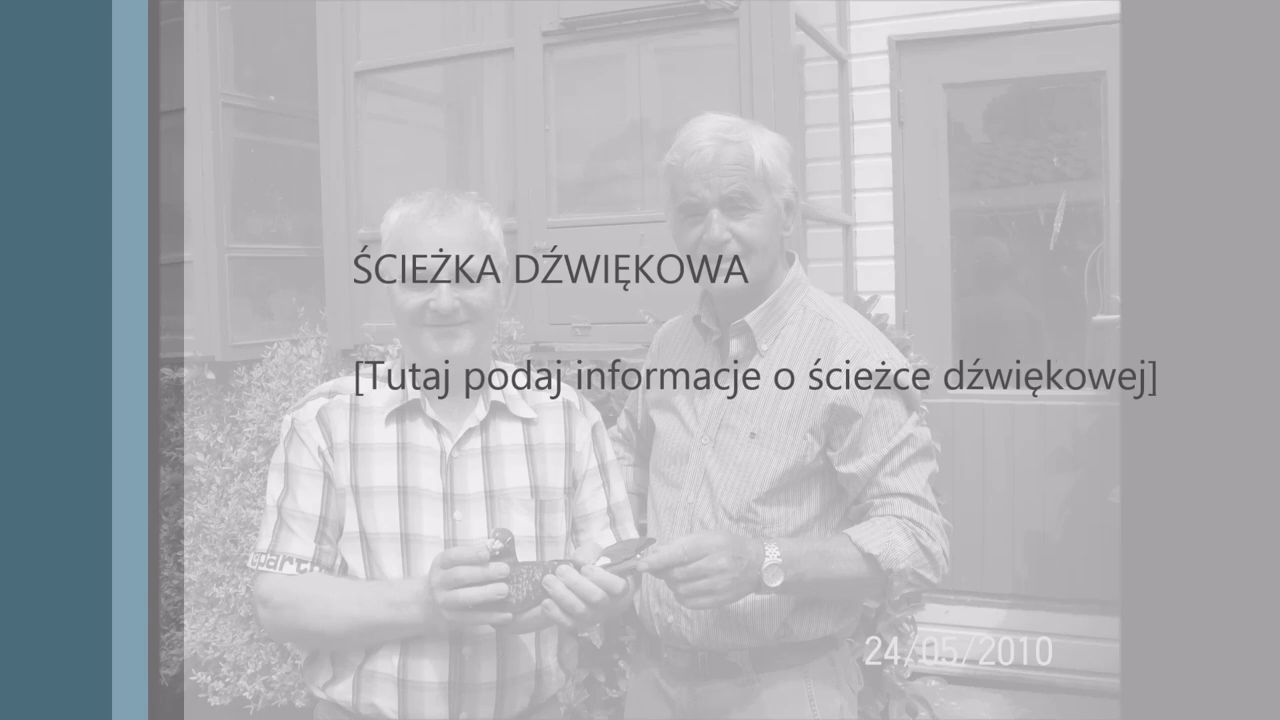 ŚCIEŻKA DŹWIĘKOWA
[Tutaj podaj informacje o ścieżce dźwiękowej]
24/05/2010